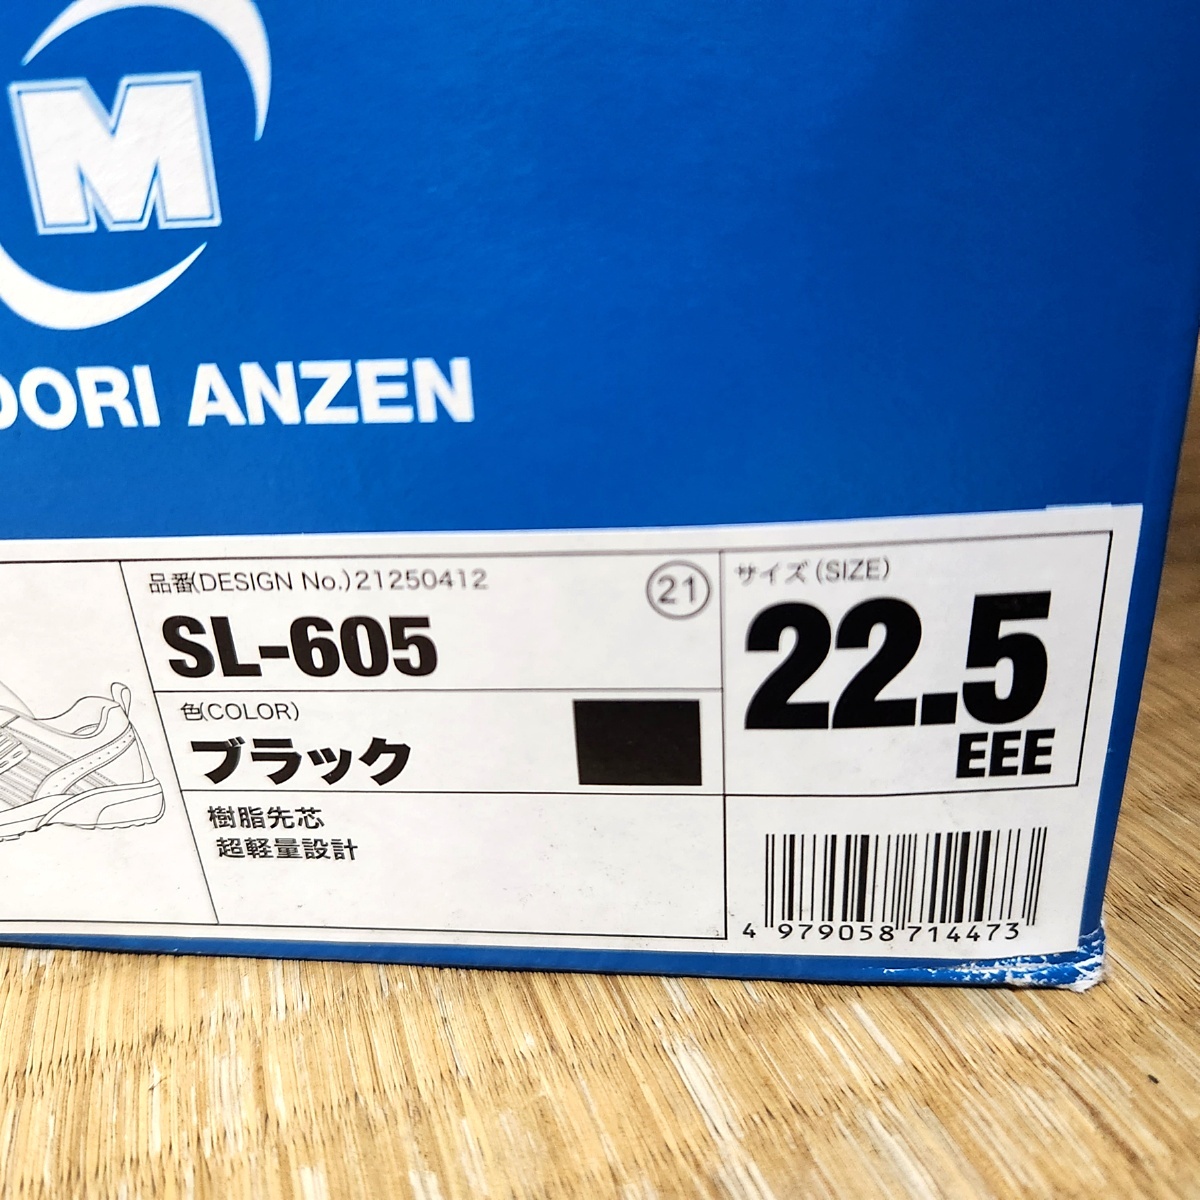 M
DORI ANZEN
品番(DESIGN No.)21250412
21
SL-605
色(COLOR)
ブラック
樹脂先芯
超軽量設計
サイズ(SIZE)
22.5
EEE
4 979058 714473